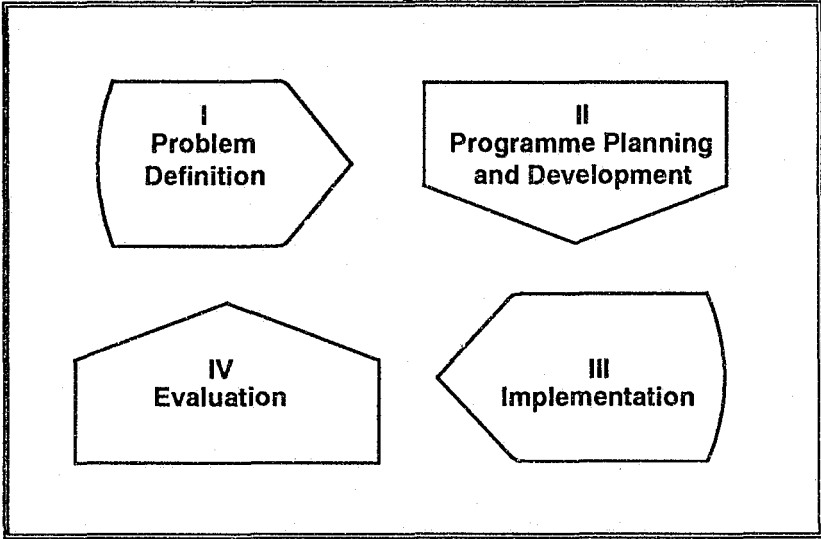 I
Problem
Definition
II
Programme Planning
and Development
III
Implementation
IV
Evaluation